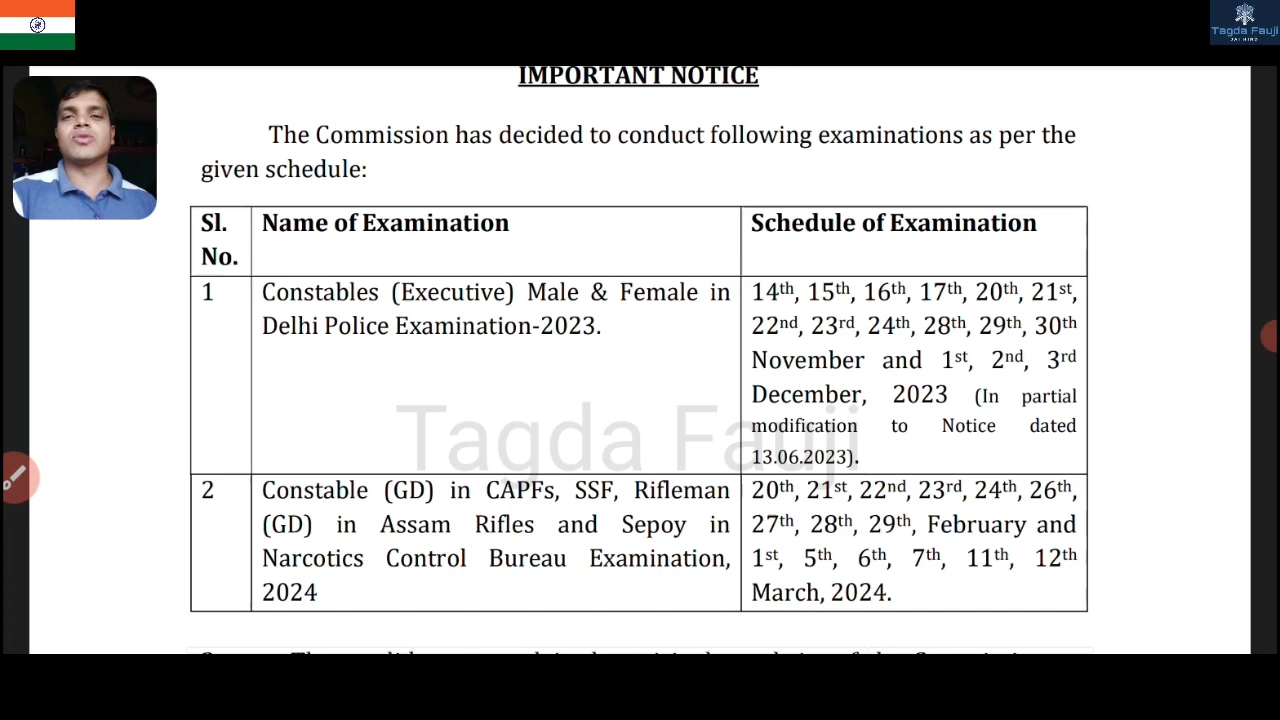 Tagda Fauji
JAI HIND
IMPORTANT NOTICE
The Commission has decided to conduct following examinations as per the
given schedule:
Sl.
No.
Name of Examination
Schedule of Examination
1
Constables (Executive) Male & Female in
Delhi Police Examination-2023.
14th, 15th, 16th, 17th, 20th, 21st,
22nd, 23rd, 24th, 28th, 29th, 30th
November and 1st, 2nd, 3rd
December, 2023 (In partial
modification to Notice dated
13.06.2023).
Tagda Fauji
2
Constable (GD) in CAPFs, SSF, Rifleman
(GD) in Assam Rifles and Sepoy in
Narcotics Control Bureau Examination,
2024
20th, 21st, 22nd, 23rd, 24th, 26th,
27th, 28th, 29th, February and
1st, 5th, 6th, 7th, 11th, 12th
March, 2024.